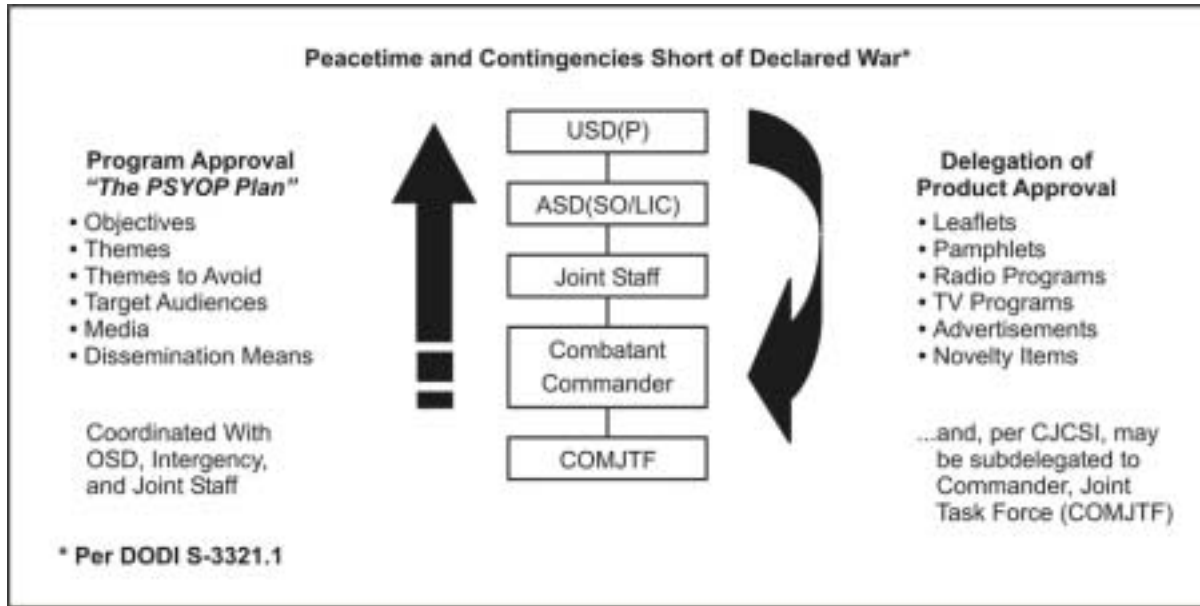 Peacetime and Contingencies Short of Declared War*
Program Approval
“The PSYOP Plan”
• Objectives
• Themes
• Themes to Avoid
• Target Audiences
• Media
• Dissemination Means
Coordinated With
OSD, Intergency,
and Joint Staff
USD(P)
ASD(SO/LIC)
Joint Staff
Combatant
Commander
COMJTF
Delegation of
Product Approval
• Leaflets
• Pamphlets
• Radio Programs
• TV Programs
• Advertisements
• Novelty Items
...and, per CJCSI, may
be subdelegated to
Commander, Joint
Task Force (COMJTF)
* Per DODI S-3321.1